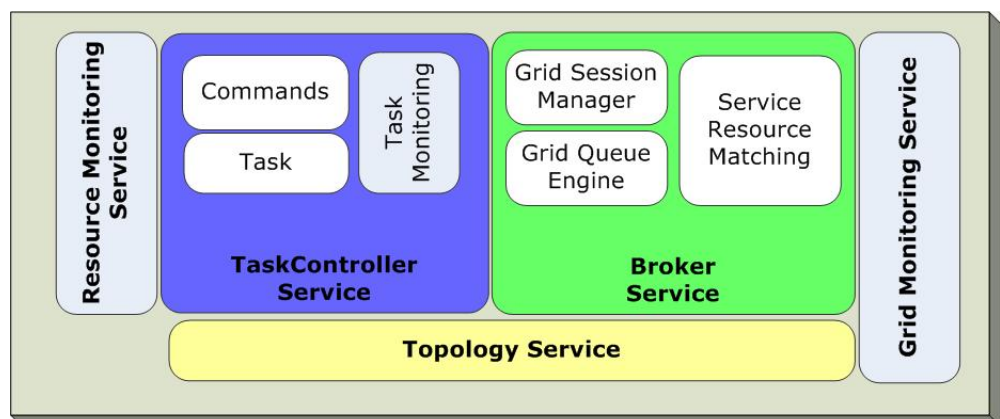 Resource Monitoring
Service
Commands
Task
Task
Monitoring
TaskController
Service
Grid Session
Manager
Grid Queue
Engine
Service
Resource
Matching
Broker
Service
Grid Monitoring Service
Topology Service